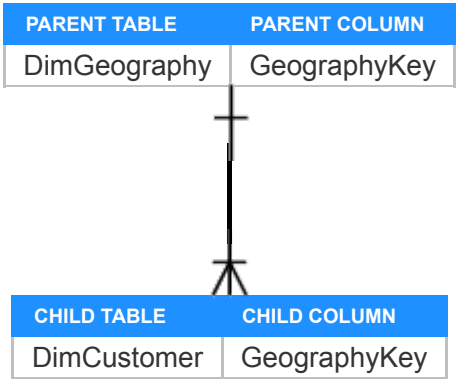 PARENT TABLE PARENT COLUMN
DimGeography GeographyKey
CHILD TABLE CHILD COLUMN
DimCustomer GeographyKey